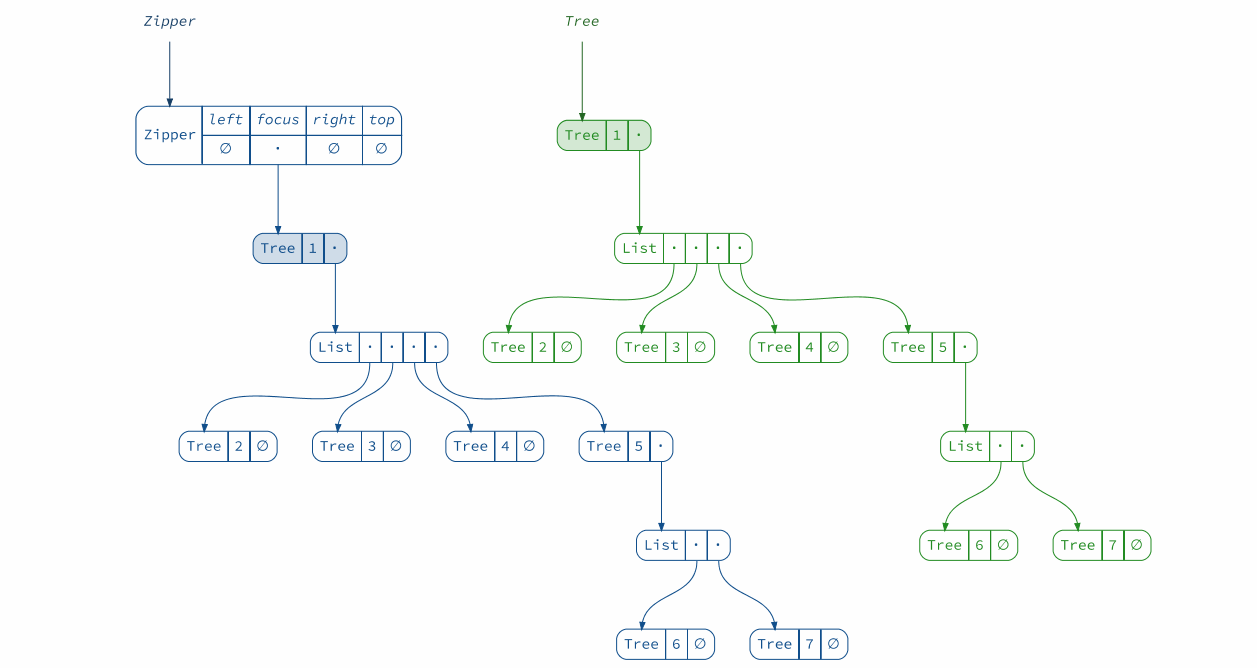 Zipper Tree
left focus right top
Zipper
∅ · ∅ ∅
Tree 1 ·
Tree 1 · List · · · ·
List · · · · Tree 2 ∅ Tree 3 ∅ Tree 4 ∅ Tree 5 ·
Tree 2 ∅ Tree 3 ∅ Tree 4 ∅ Tree 5 · List · ·
List · · Tree 6 ∅ Tree 7 ∅
Tree 6 ∅ Tree 7 ∅